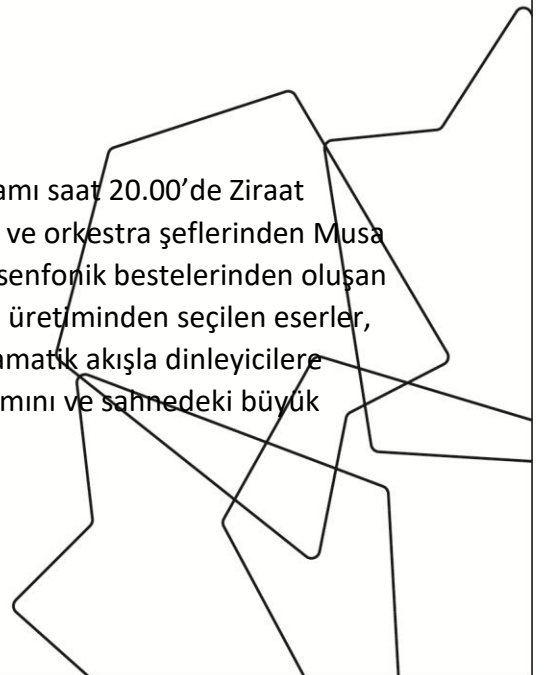 amı saat 20.00’de Ziraat
ve orkestra şeflerinden Musa
senfonik bestelerinden oluşan
üretiminden seçilen eserler,
amatik akışla dinleyicilere
mını ve sahnedeki büyük